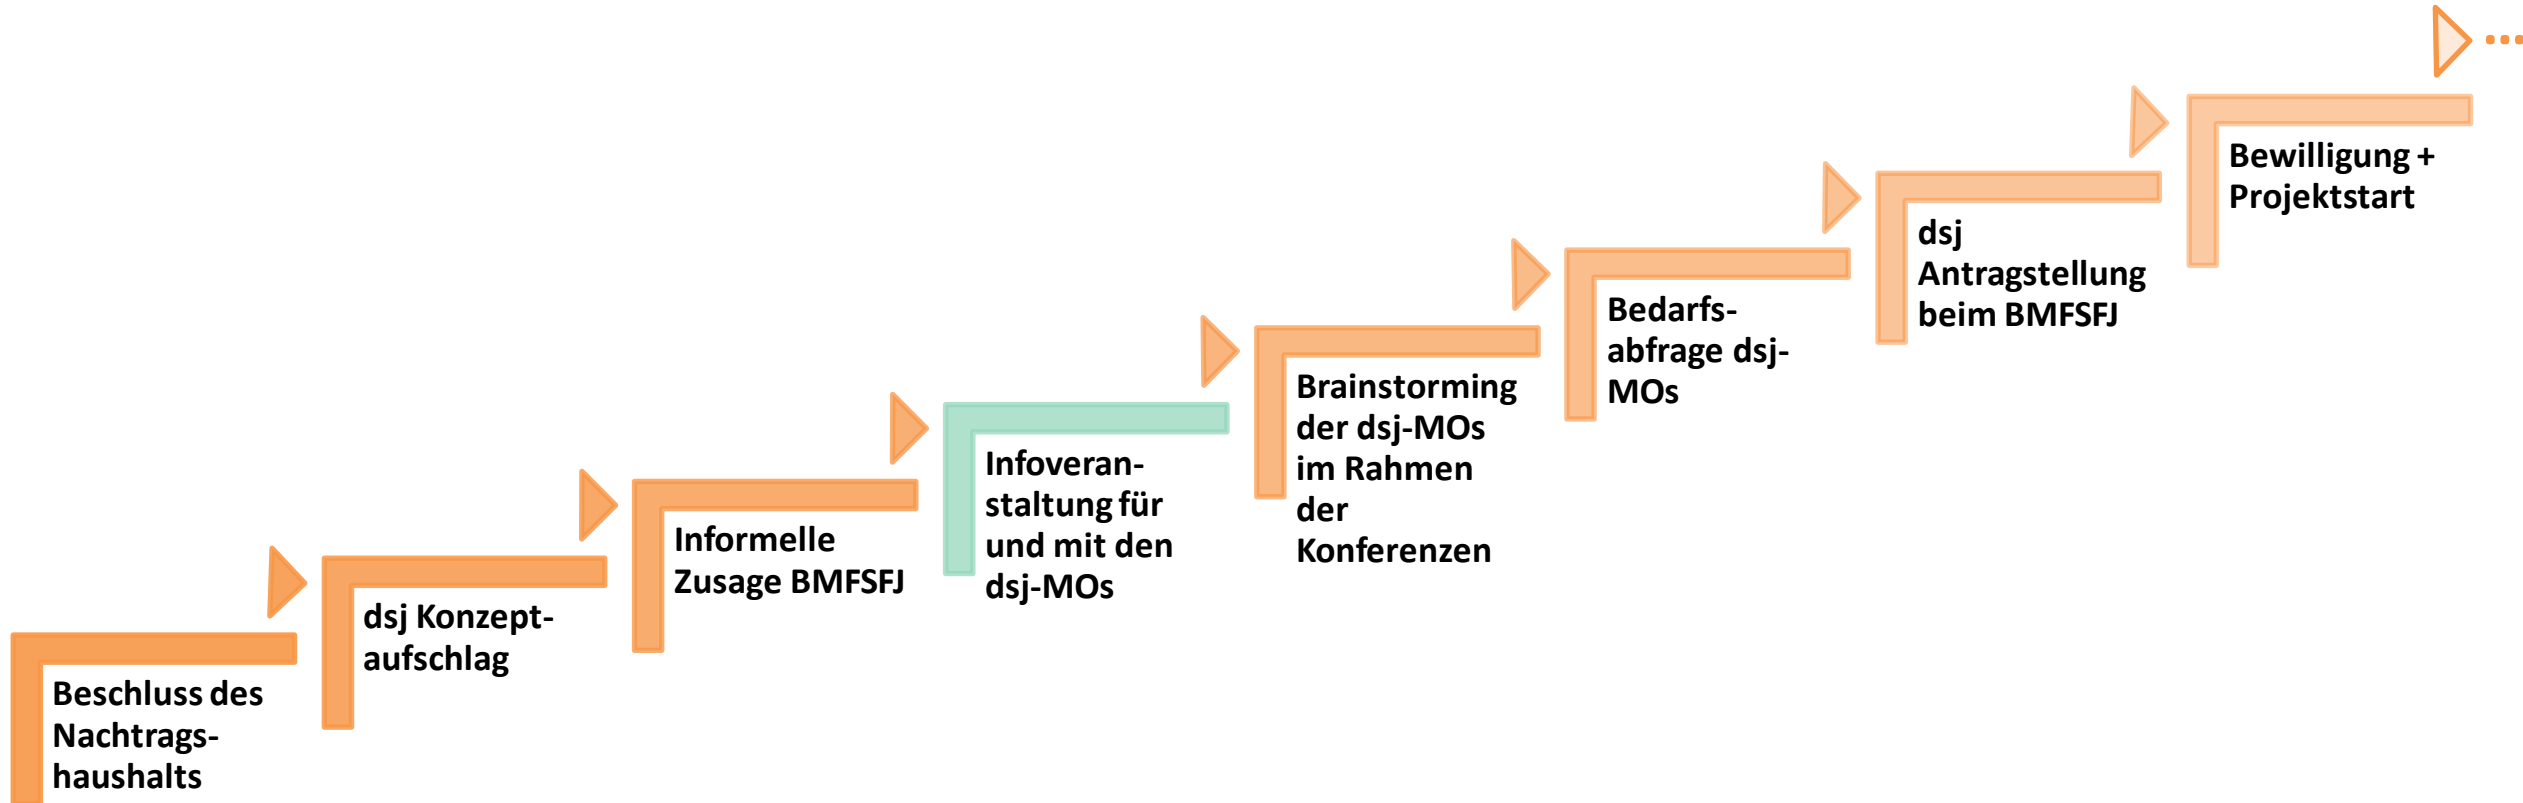 Beschluss des
Nachtrags-
haushalts
dsj Konzept-
aufschlag
Informelle
Zusage BMFSFJ
Infoveran-
staltung für
und mit den
dsj-MOs
Brainstorming
der dsj-MOs
im Rahmen
der
Konferenzen
Bedarfs-
abfrage dsj-
MOs
dsj
Antragstellung
beim BMFSFJ
Bewilligung +
Projektstart
...